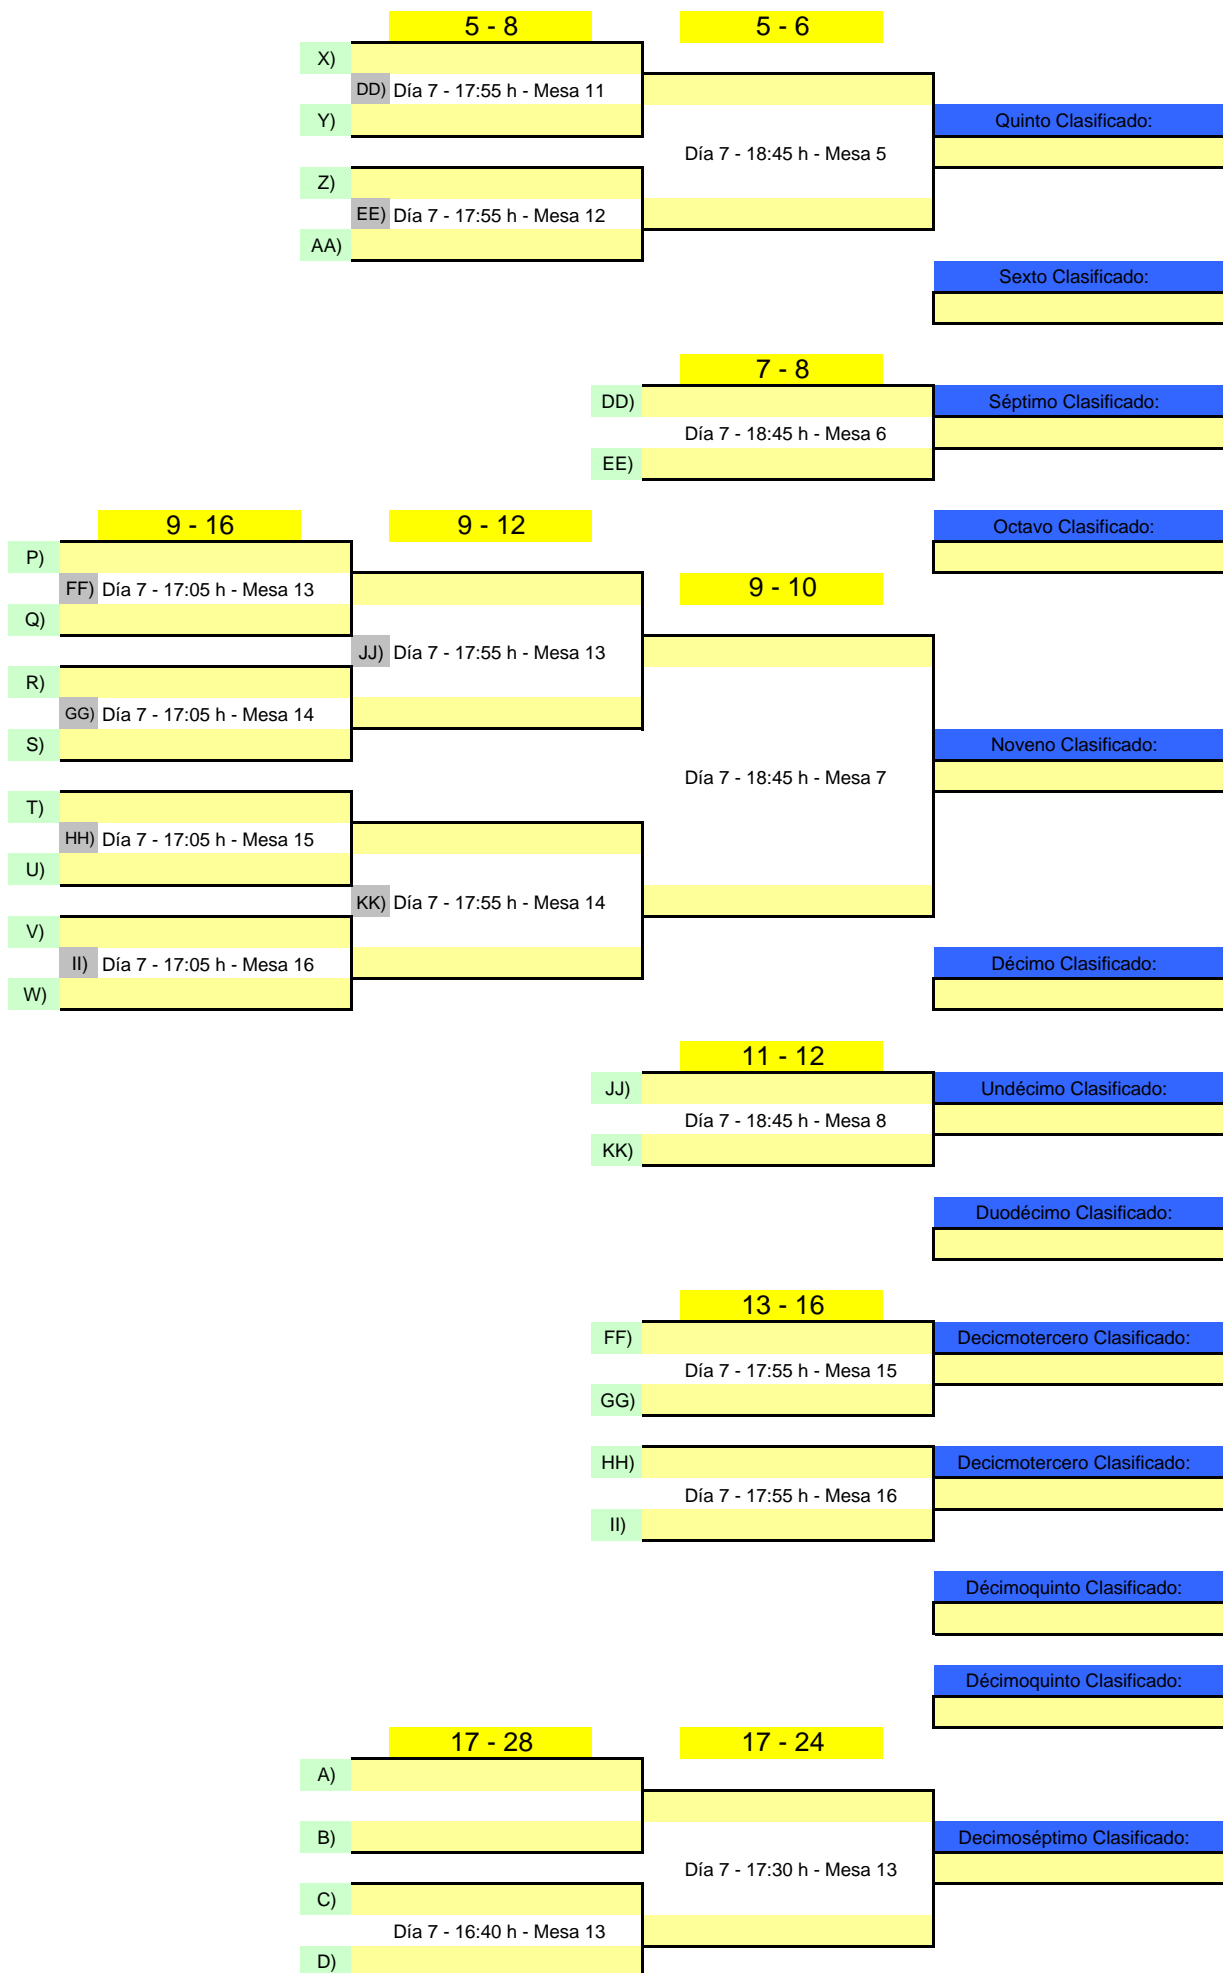 5 - 8 5 - 6
X)
DD) Día 7 - 17:55 h - Mesa 11
Y) Quinto Clasificado:
Día 7 - 18:45 h - Mesa 5
Z)
EE) Día 7 - 17:55 h - Mesa 12
AA)
Sexto Clasificado:
7 - 8
DD) Séptimo Clasificado:
Día 7 - 18:45 h - Mesa 6
EE)
9 - 16 9 - 12 Octavo Clasificado:
P)
FF) Día 7 - 17:05 h - Mesa 13 9 - 10
Q)
JJ) Día 7 - 17:55 h - Mesa 13
R)
GG) Día 7 - 17:05 h - Mesa 14
S) Noveno Clasificado:
Día 7 - 18:45 h - Mesa 7
T)
HH) Día 7 - 17:05 h - Mesa 15
U)
KK) Día 7 - 17:55 h - Mesa 14
V)
II) Día 7 - 17:05 h - Mesa 16 Décimo Clasificado:
W)
11 - 12
JJ) Undécimo Clasificado:
Día 7 - 18:45 h - Mesa 8
KK)
Duodécimo Clasificado:
13 - 16
FF) Decicmotercero Clasificado:
Día 7 - 17:55 h - Mesa 15
GG)
HH) Decicmotercero Clasificado:
Día 7 - 17:55 h - Mesa 16
II)
Décimoquinto Clasificado:
Décimoquinto Clasificado:
17 - 28 17 - 24
A)
B) Decimoséptimo Clasificado:
Día 7 - 17:30 h - Mesa 13
C)
Día 7 - 16:40 h - Mesa 13
D)